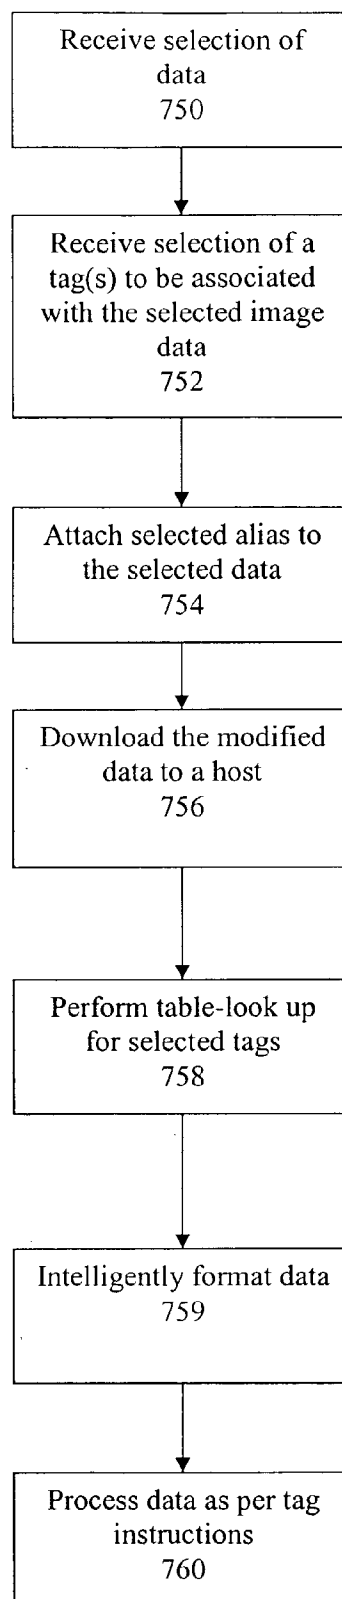 Receive selection of
data
750
Receive selection of a
tag(s) to be associated
with the selected image
data
752
Attach selected alias to
the selected data
754
Download the modified
data to a host
756
Perform table-look up
for selected tags
758
Intelligently format data
759
Process data as per tag
instructions
760